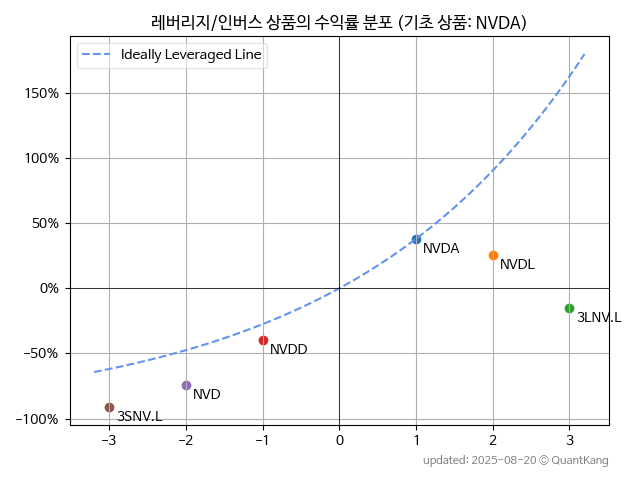 레버리지/인버스 상품의 수익률 분포 (기초 상품: NVDA)
Ideally Leveraged Line
150%
100%
50%
0%
−50%
−100%
NVDA
NVDL
3LNV.L
NVDD
NVD
3SNV.L
−3 −2 −1 0 1 2 3
updated: 2025-08-20 © QuantKang